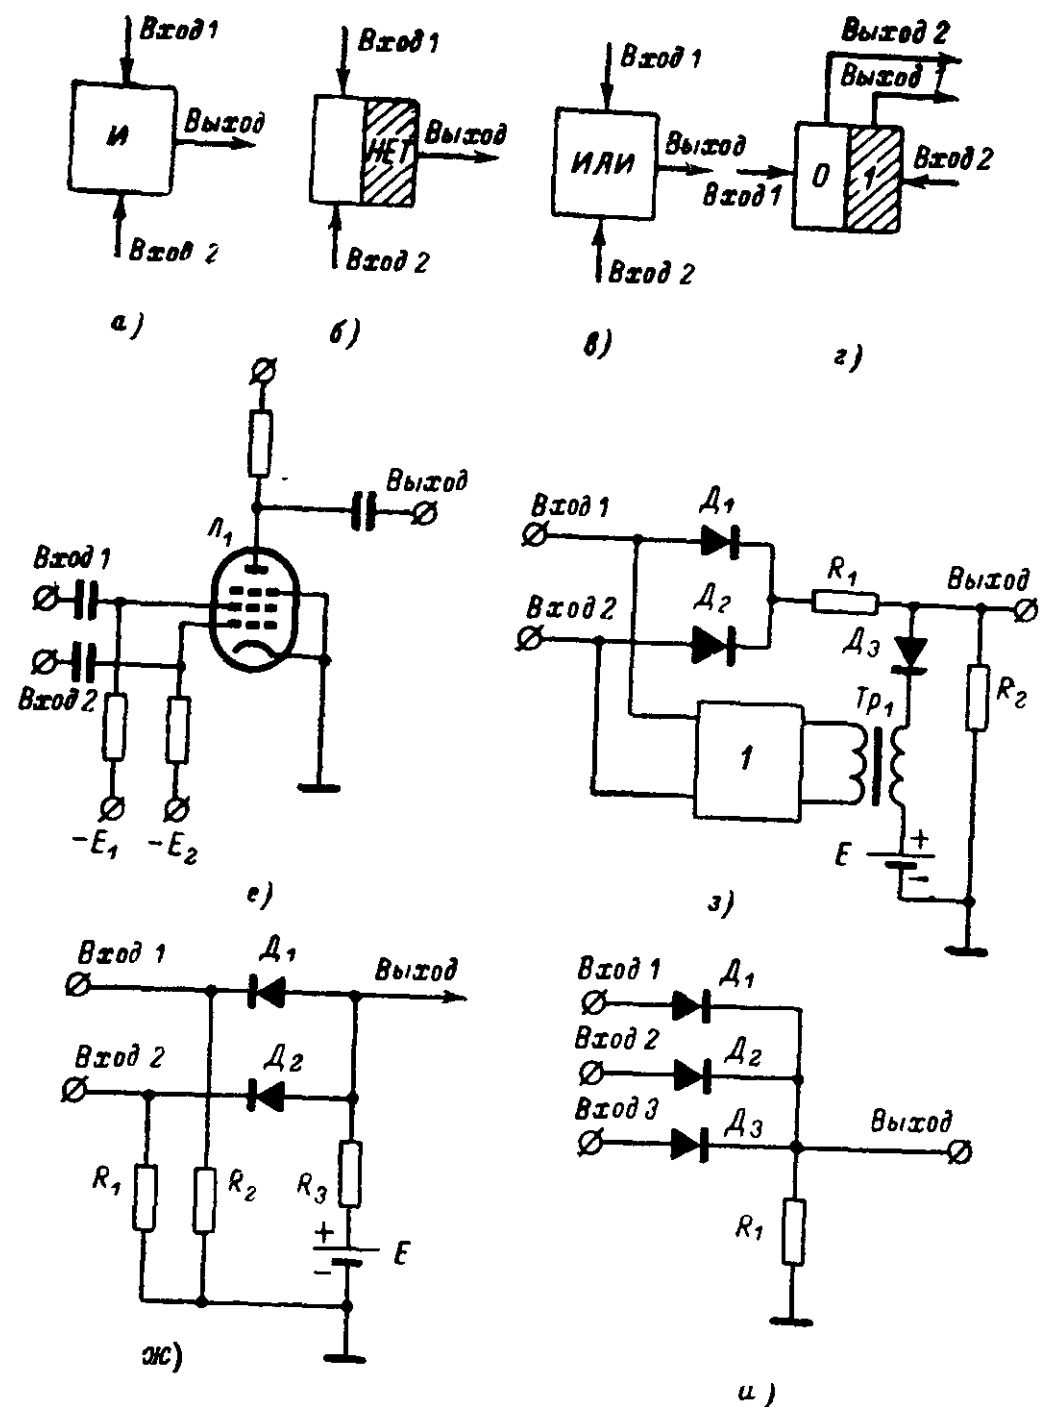 Вход 1
И
Выход
Вход 2
а)
Вход 1
НЕТ
Выход
Вход 2
б)
Вход 1
ИЛИ
Выход
Вход 2
в)
Выход 2
Выход 1
Вход 1
0
1
Вход 2
г)
Выход
Л₁
Вход 1
Вход 2
-E₁
-E₂
е)
Вход 1
Д₁
R₁
Выход
Вход 2
Д₂
Д₃
R₂
Тр₁
1
E
+
-
з)
Вход 1
Д₁
Выход
Вход 2
Д₂
R₁
R₂
R₃
+
-
E
ж)
Вход 1
Д₁
Вход 2
Д₂
Вход 3
Д₃
Выход
R₁
и)